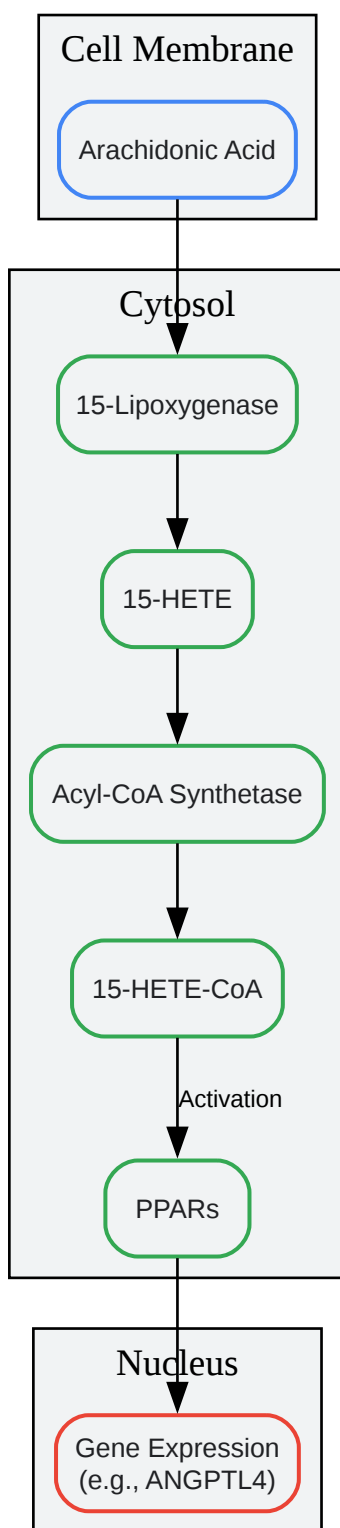 Cell Membrane
Arachidonic Acid
Cytosol
15-Lipoxygenase
15-HETE
Acyl-CoA Synthetase
15-HETE-CoA
Activation
PPARs
Nucleus
Gene Expression
(e.g., ANGPTL4)